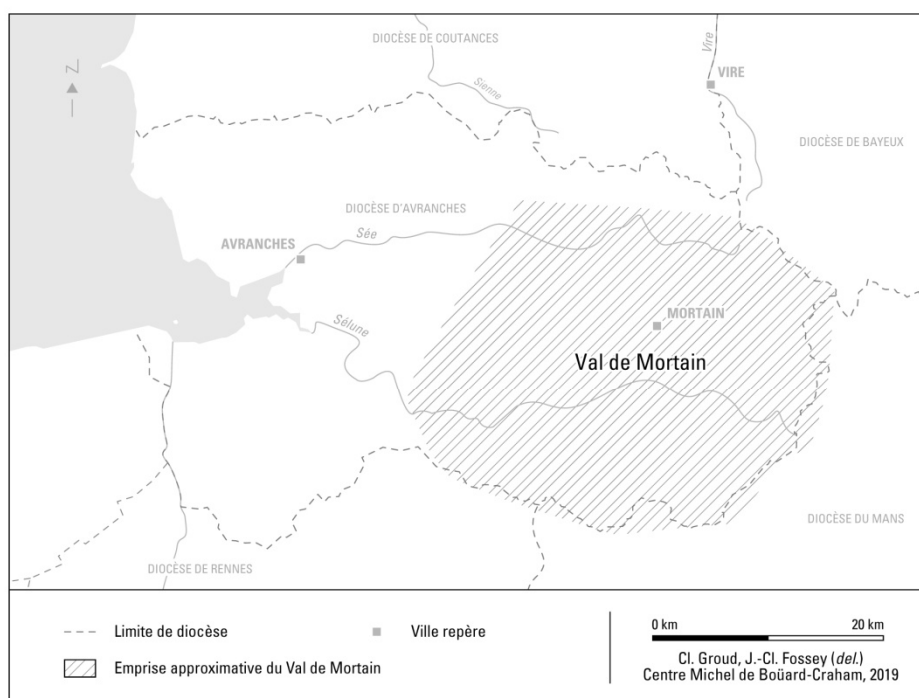 DIOCÈSE DE COUTANCES
Vire
Sienne
VIRE
DIOCÈSE DE BAYEUX
N
DIOCÈSE D'AVRANCHES
Sée
AVRANCHES
Sélune
MORTAIN
Val de Mortain
DIOCÈSE DU MANS
DIOCÈSE DE RENNES
Limite de diocèse
Ville repère
Emprise approximative du Val de Mortain
0 km 20 km
Cl. Groud, J.-Cl. Fossey (del.)
Centre Michel de Boüard-Craham, 2019